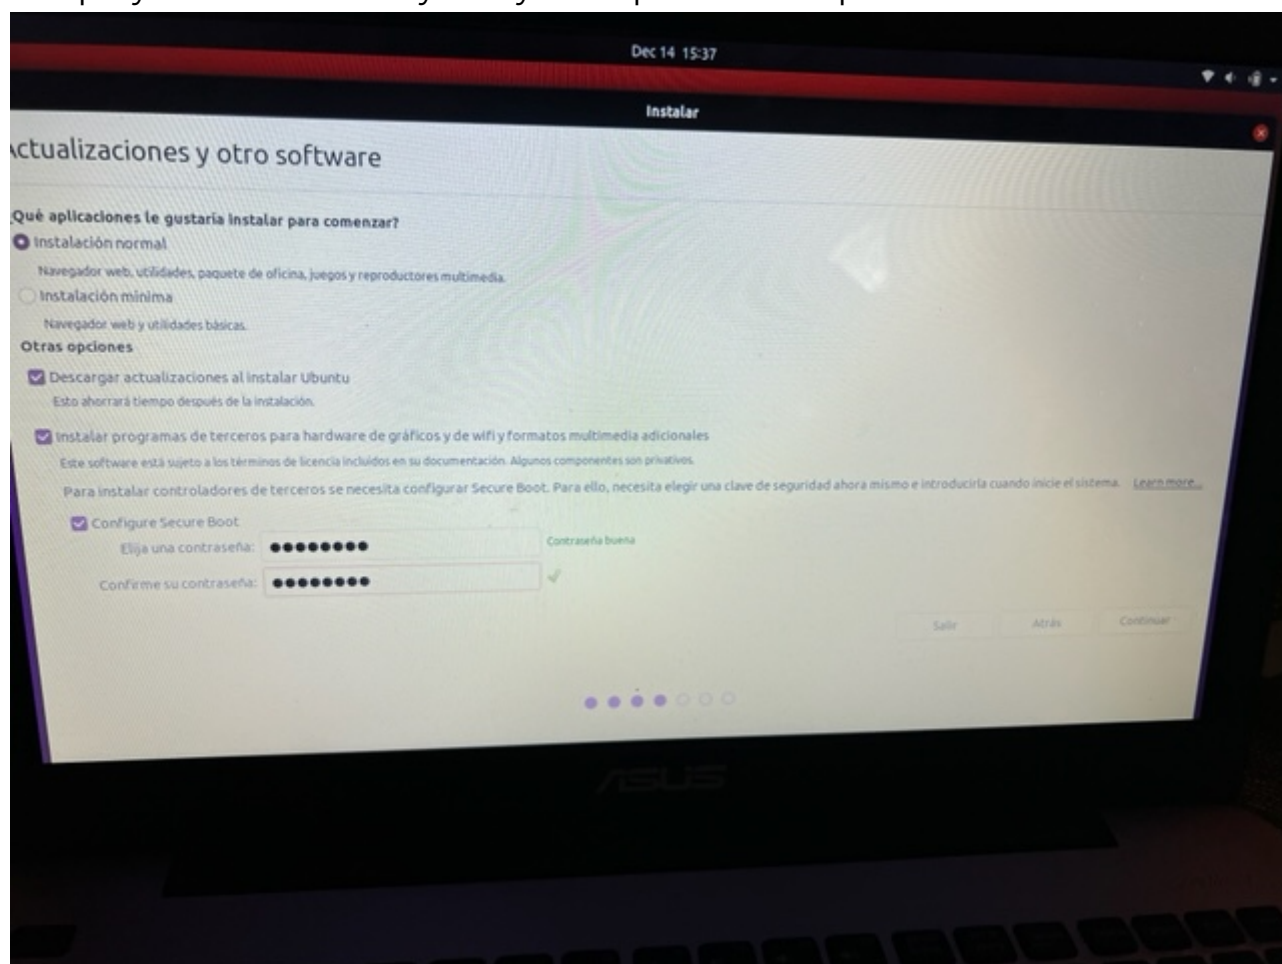 Dec 14 15:37
Instalar
ctualizaciones y otro software
Qué aplicaciones le gustaría instalar para comenzar?
Instalación normal
Navegador web, utilidades, paquete de oficina, juegos y reproductores multimedia.
Instalación mínima
Navegador web y utilidades básicas.
Otras opciones
Descargar actualizaciones al instalar Ubuntu
Esto ahorrará tiempo después de la instalación.
Instalar programas de terceros para hardware de gráficos y de wifi y formatos multimedia adicionales
Este software está sujeto a los términos de licencia incluidos en su documentación. Algunos componentes son privativos.
Para instalar controladores de terceros se necesita configurar Secure Boot. Para ello, necesita elegir una clave de seguridad ahora mismo e introducirla cuando inicie el sistema. Learn more...
Configure Secure Boot
Elija una contraseña: ●●●●●●●● Contraseña buena
Confirme su contraseña: ●●●●●●●●
Salir Atrás Continuar
ASUS